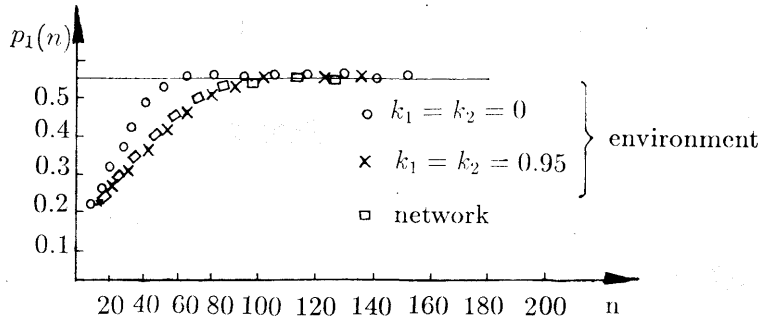 p₁(n)
0.5
0.4
0.3
0.2
0.1
20 40 60 80 100 120 140 160 180 200 n
k₁ = k₂ = 0
k₁ = k₂ = 0.95
network
environment